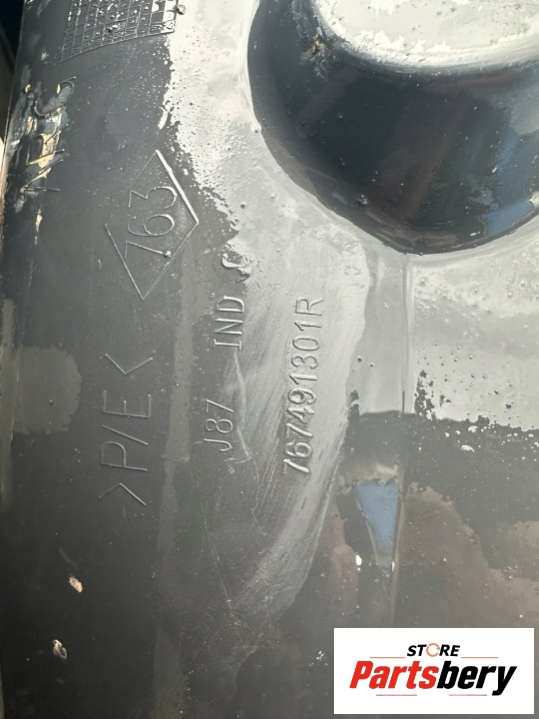 763
>P/E<
J87 IND
767491301R
STORE
Partsbery